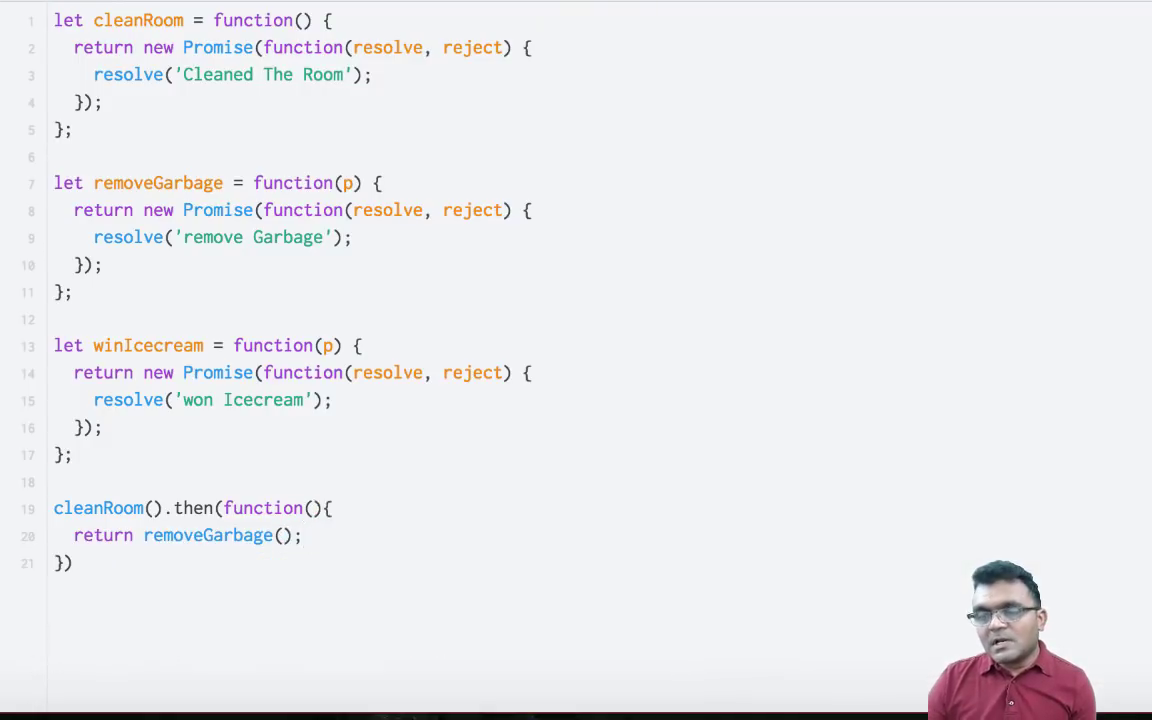 1 let cleanRoom = function() {
2 return new Promise(function(resolve, reject) {
3 resolve('Cleaned The Room');
4 });
5 };
6
7 let removeGarbage = function(p) {
8 return new Promise(function(resolve, reject) {
9 resolve('remove Garbage');
10 });
11 };
12
13 let winIcecream = function(p) {
14 return new Promise(function(resolve, reject) {
15 resolve('won Icecream');
16 });
17 };
18
19 cleanRoom().then(function(){
20 return removeGarbage();
21 })